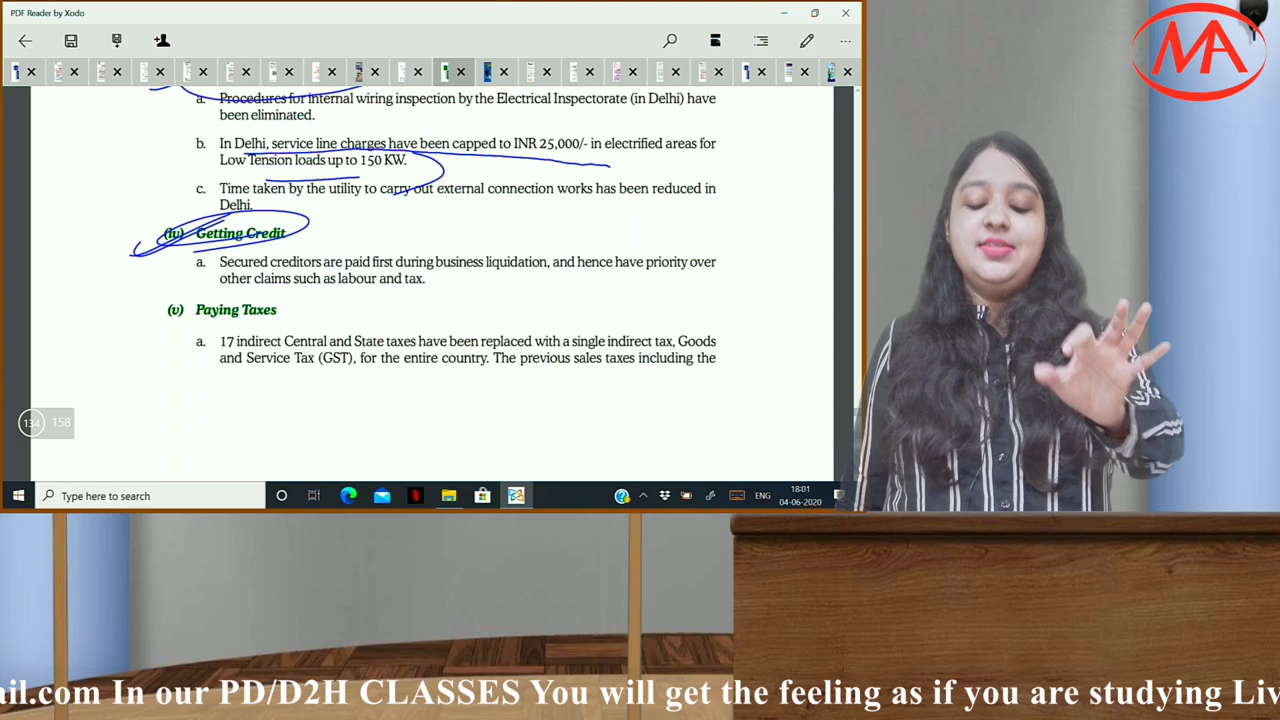 PDF Reader by Xodo
MA
a. Procedures for internal wiring inspection by the Electrical Inspectorate (in Delhi) have
been eliminated.
b. In Delhi, service line charges have been capped to INR 25,000/- in electrified areas for
Low Tension loads up to 150 KW.
c. Time taken by the utility to carry out external connection works has been reduced in
Delhi.
(iv) Getting Credit
a. Secured creditors are paid first during business liquidation, and hence have priority over
other claims such as labour and tax.
(v) Paying Taxes
a. 17 indirect Central and State taxes have been replaced with a single indirect tax, Goods
and Service Tax (GST), for the entire country. The previous sales taxes including the
134 158
Type here to search
ENG
18:01
04-06-2020
ail.com In our PD/D2H CLASSES You will get the feeling as if you are studying Liv